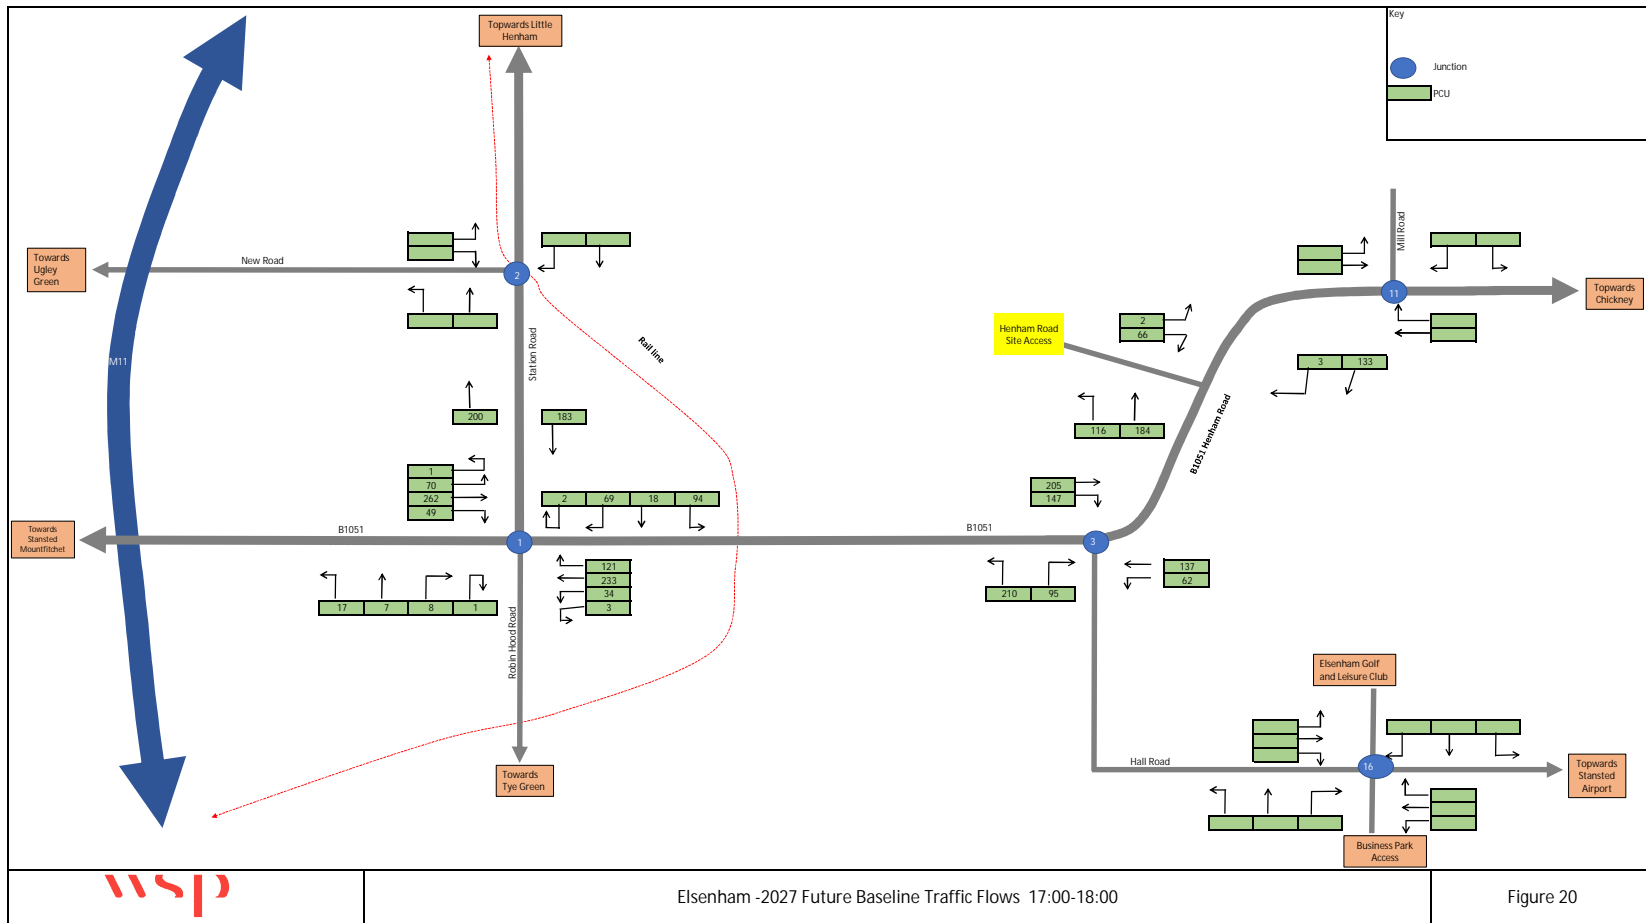 Key
Junction
PCU
Topwards Little
Henham
Towards
Ugley
Green
New Road
2
Mill Road
11
Topwards
Chickney
M11
Station Road
Rail line
Henham Road
Site Access
2
66
3 133
B1051 Henham Road
116 184
200
183
1
70
262
49
2 69 18 94
205
147
Towards
Stansted
Mountfitchet
B1051
1
B1051
3
121
233
34
3
17 7 8 1
Robin Hood Road
210 95
137
62
Elsenham Golf
and Leisure Club
Towards
Tye Green
Hall Road
16
Topwards
Stansted
Airport
Business Park
Access
wsp
Elsenham -2027 Future Baseline Traffic Flows 17:00-18:00
Figure 20